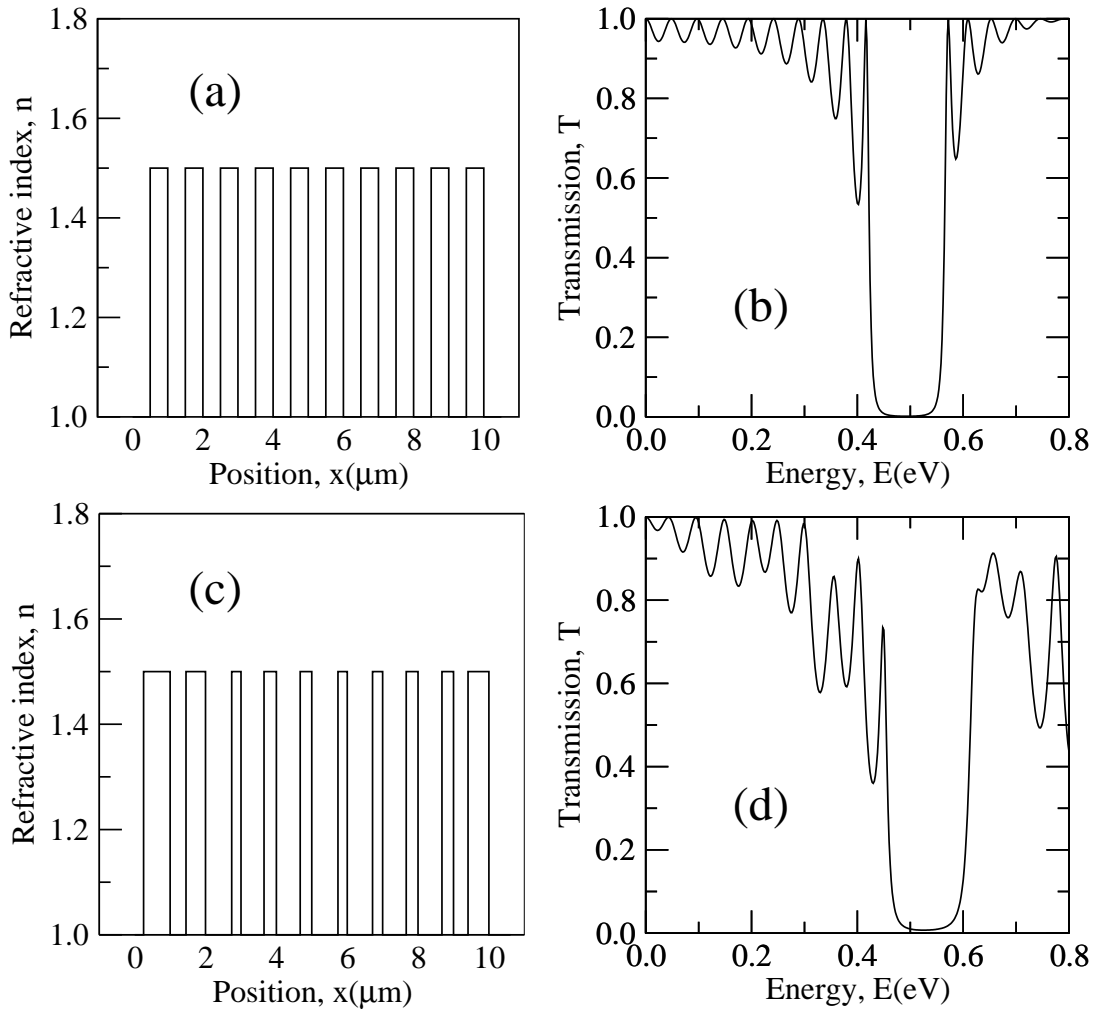 1.8
1.6
1.4
1.2
1.0
Refractive index, n
(a)
0 2 4 6 8 10
Position, x(μm)
1.0
0.8
0.6
0.4
0.2
0.0
Transmission, T
(b)
0.0 0.2 0.4 0.6 0.8
Energy, E(eV)
1.8
1.6
1.4
1.2
1.0
Refractive index, n
(c)
0 2 4 6 8 10
Position, x(μm)
1.0
0.8
0.6
0.4
0.2
0.0
Transmission, T
(d)
0.0 0.2 0.4 0.6 0.8
Energy, E(eV)